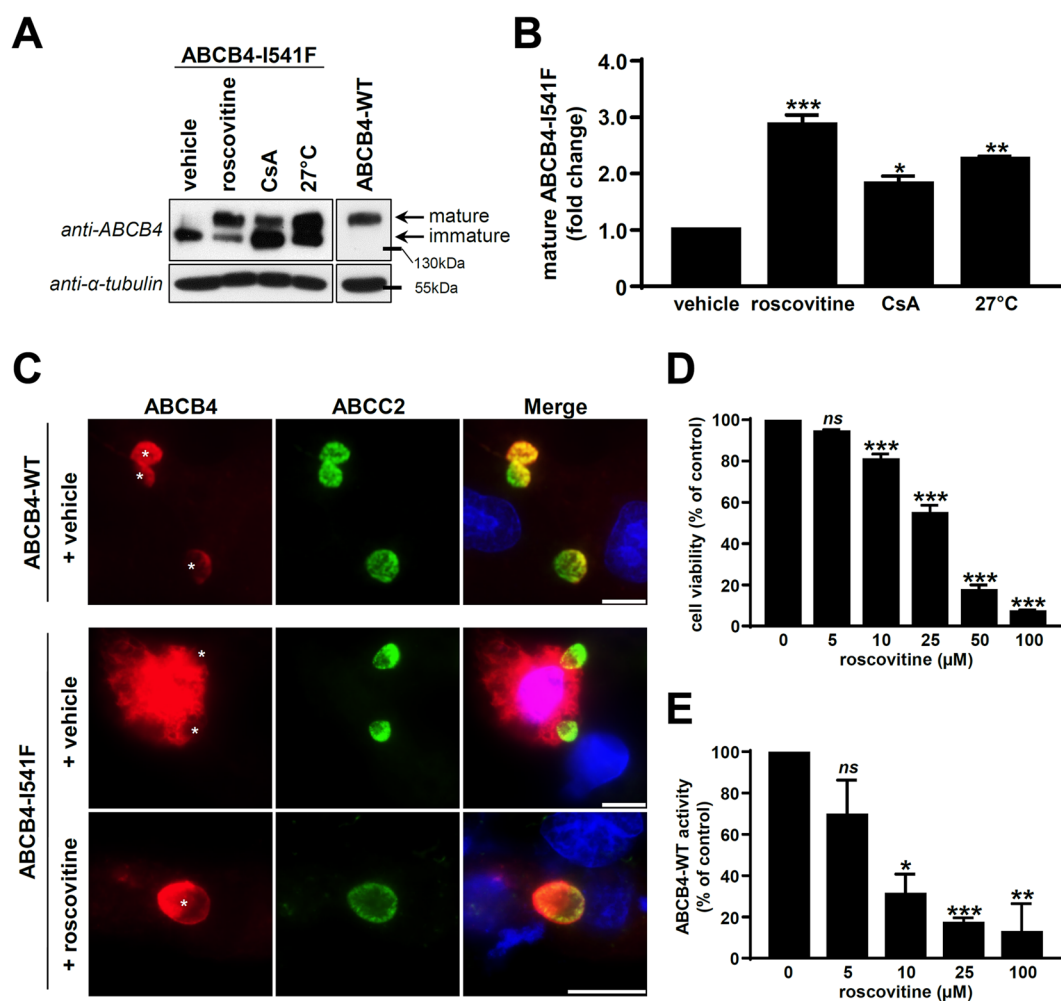 A
ABCB4-I541F
vehicle
roscovitine
CsA
27°C
ABCB4-WT
anti-ABCB4
mature
immature
130kDa
anti-α-tubulin
55kDa
B
mature ABCB4-I541F
(fold change)
4.0
3.0
2.0
1.0
0
***
*
**
vehicle roscovitine CsA 27°C
C
ABCB4 ABCC2 Merge
ABCB4-WT
+ vehicle
*
*
*
ABCB4-I541F
+ vehicle
*
*
+ roscovitine
*
D
cell viability (% of control)
100
80
60
40
20
0
ns
***
***
***
***
0 5 10 25 50 100
roscovitine (µM)
E
ABCB4-WT activity
(% of control)
100
80
60
40
20
0
ns
*
***
**
0 5 10 25 100
roscovitine (µM)